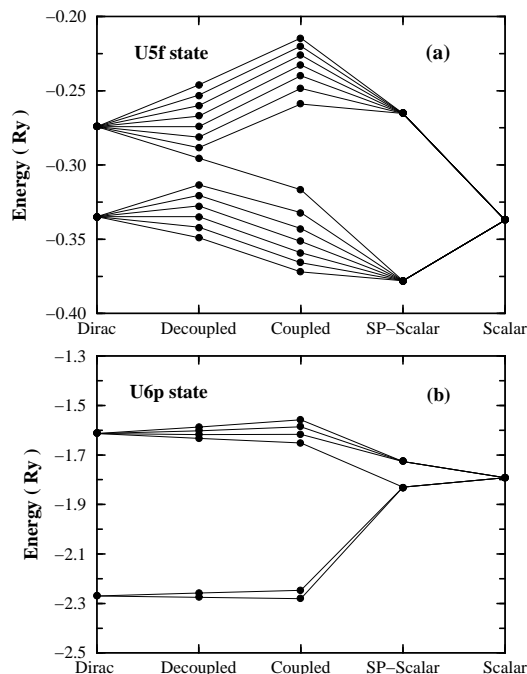 −0.20
U5f state
(a)
−0.25
−0.30
−0.35
−0.40
Energy ( Ry )
Dirac
Decoupled
Coupled
SP−Scalar
Scalar
−1.3
U6p state
(b)
−1.5
−1.7
−1.9
−2.1
−2.3
−2.5
Energy ( Ry )
Dirac
Decoupled
Coupled
SP−Scalar
Scalar